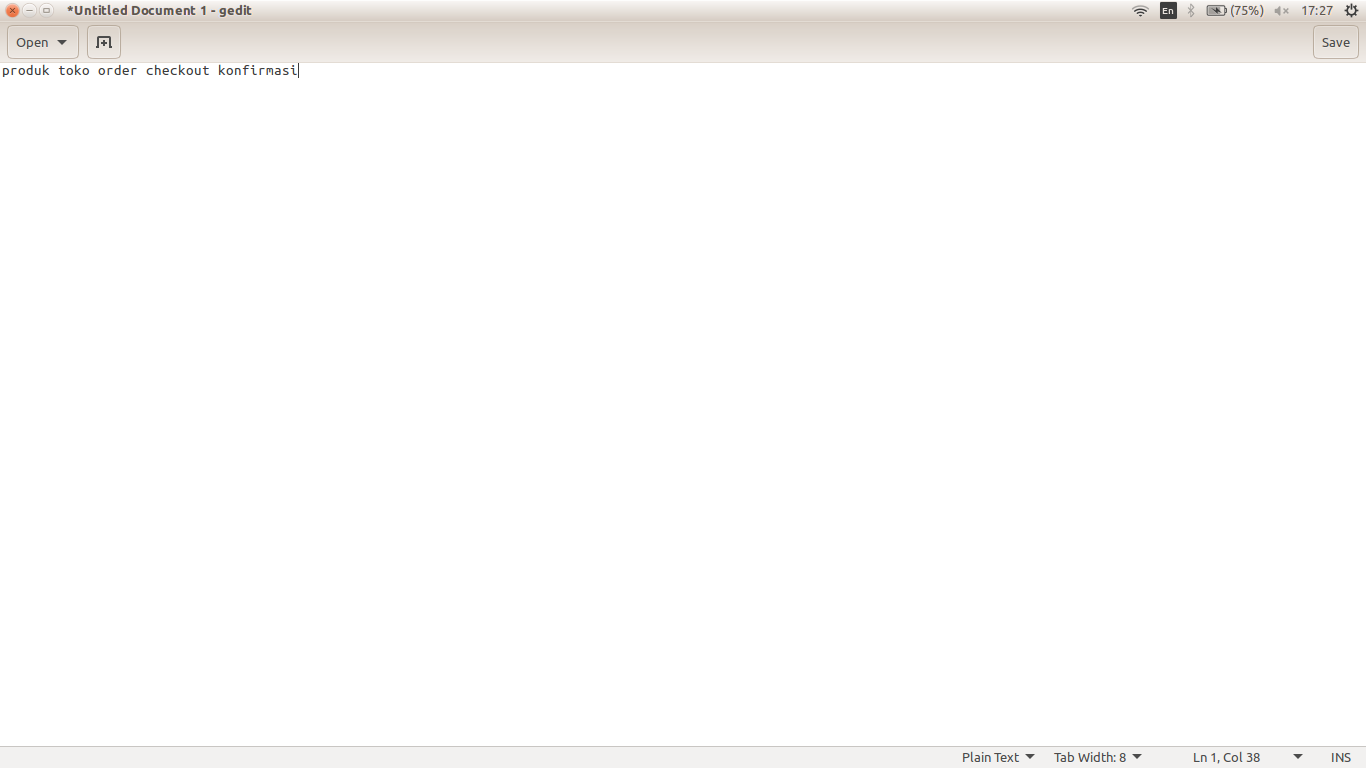 *Untitled Document 1 - gedit
En
(75%)
17:27
Open
Save
produk toko order checkout konfirmasi
Plain Text
Tab Width: 8
Ln 1, Col 38
INS